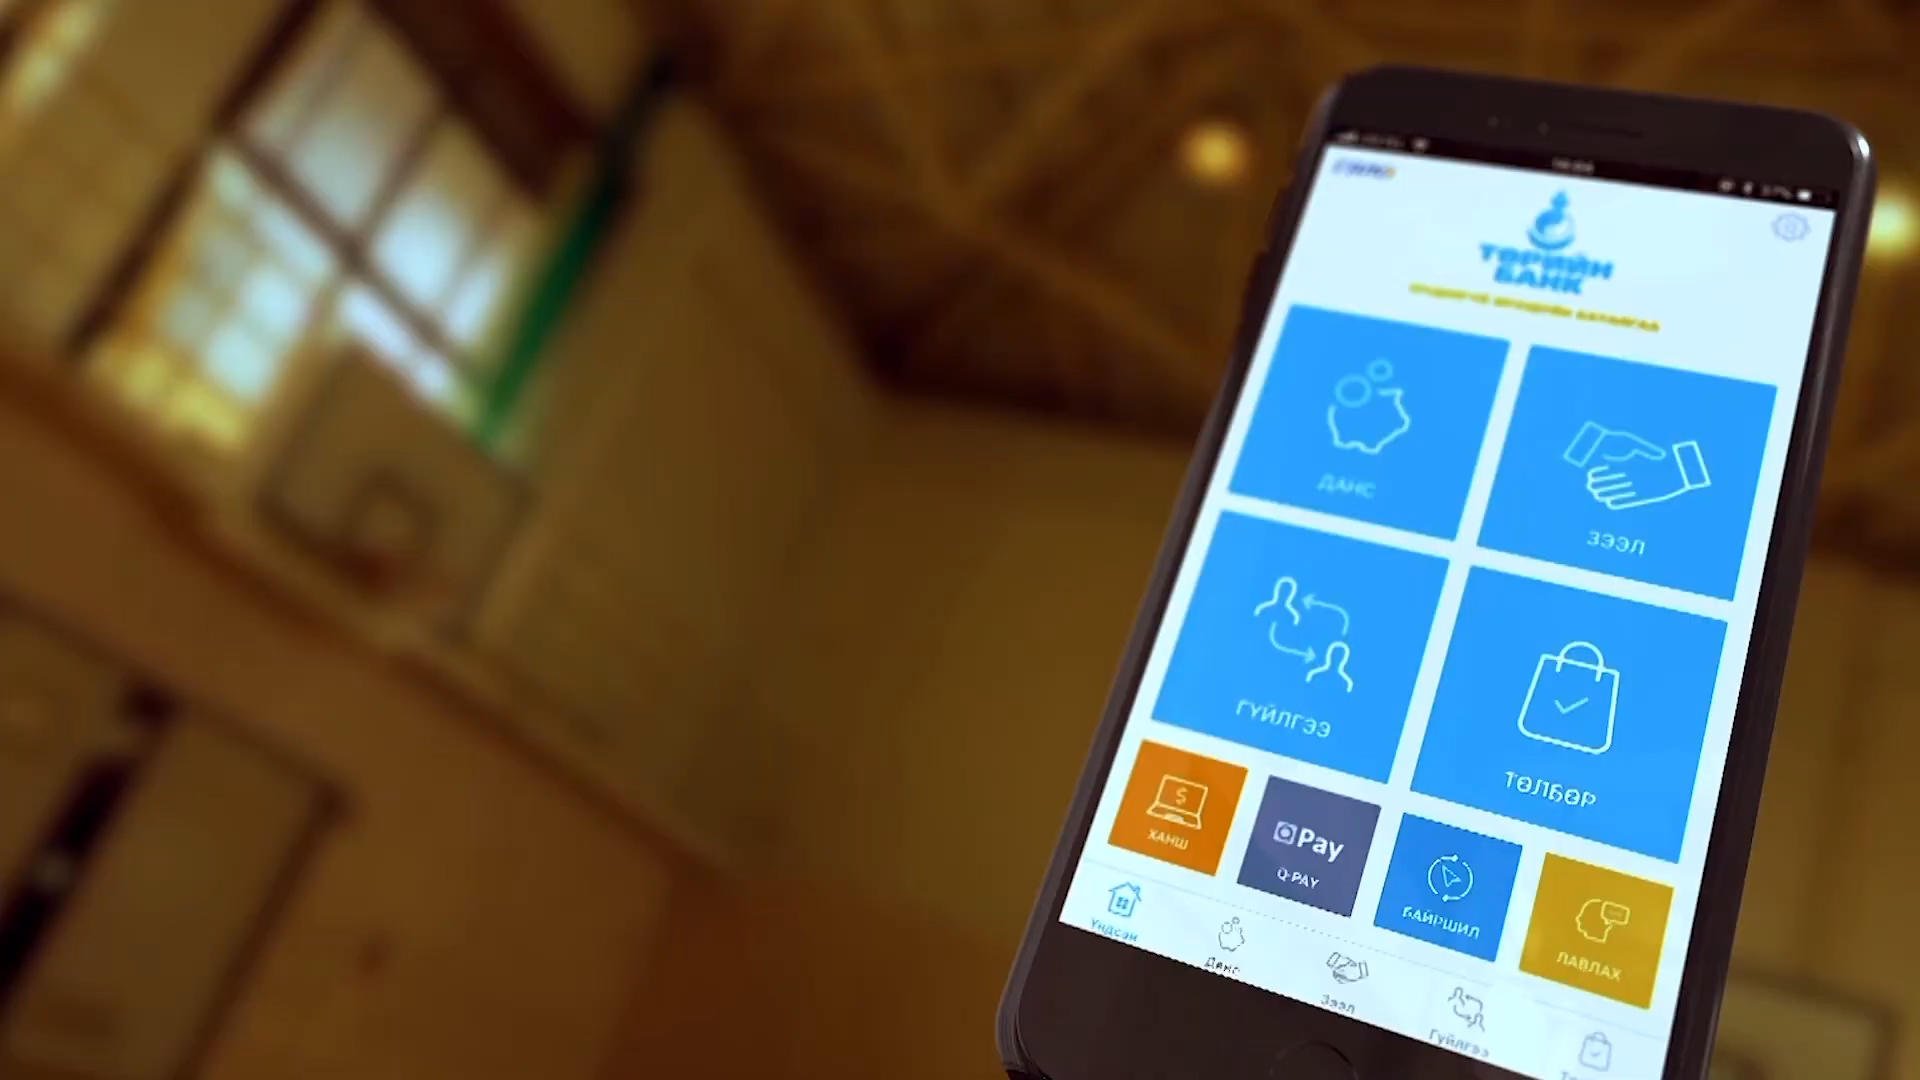 ТӨРИЙН
БАНК
ДАНС
ЗЭЭЛ
ГҮЙЛГЭЭ
ТӨЛБӨР
ХАНШ
Pay
Q-PAY
БАЙРШИЛ
ЛАВЛАХ
Үндсэн
Данс
Зээл
Гүйлгээ